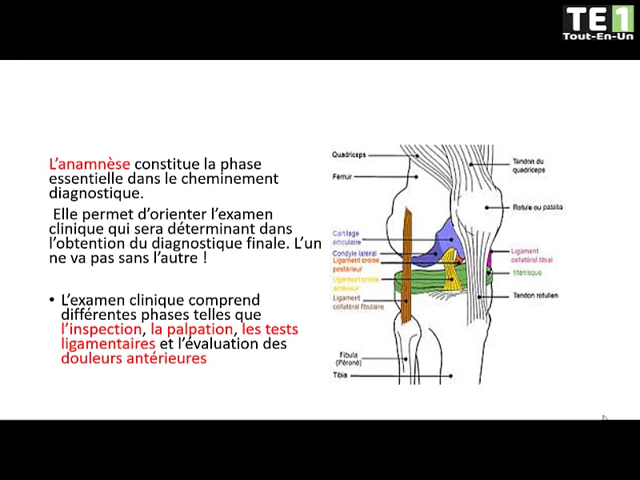 TE1
Tout-En-Un
L'anamnèse constitue la phase
essentielle dans le cheminement
diagnostique.
Elle permet d'orienter l'examen
clinique qui sera déterminant dans
l'obtention du diagnostique finale. L'un
ne va pas sans l'autre !
• L'examen clinique comprend
différentes phases telles que
l'inspection, la palpation, les tests
ligamentaires et l'évaluation des
douleurs antérieures
Quadriceps
Femur
Cartilage
articulaire
Condyle latéral
Ligament croisé
postérieur
Ligament croisé
antérieur
Ligament
collatéral fibulaire
Fibula
(Péroné)
Tibia
Tendon du
quadriceps
Rotule ou patella
Ligament
collatéral tibial
Ménisque
Tendon rotulien